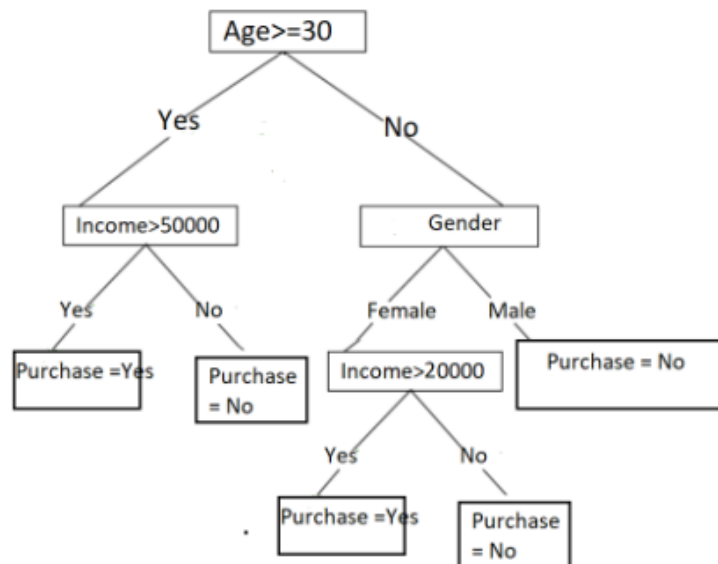 Age>=30
Yes
No
Income>50000
Gender
Yes
No
Female
Male
Purchase =Yes
Purchase
= No
Income>20000
Purchase = No
Yes
No
Purchase =Yes
Purchase
= No